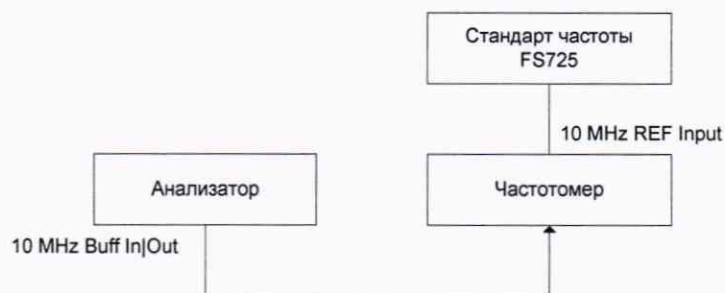 Стандарт частоты
FS725
10 MHz REF Input
Анализатор
Частотомер
10 MHz Buff In|Out